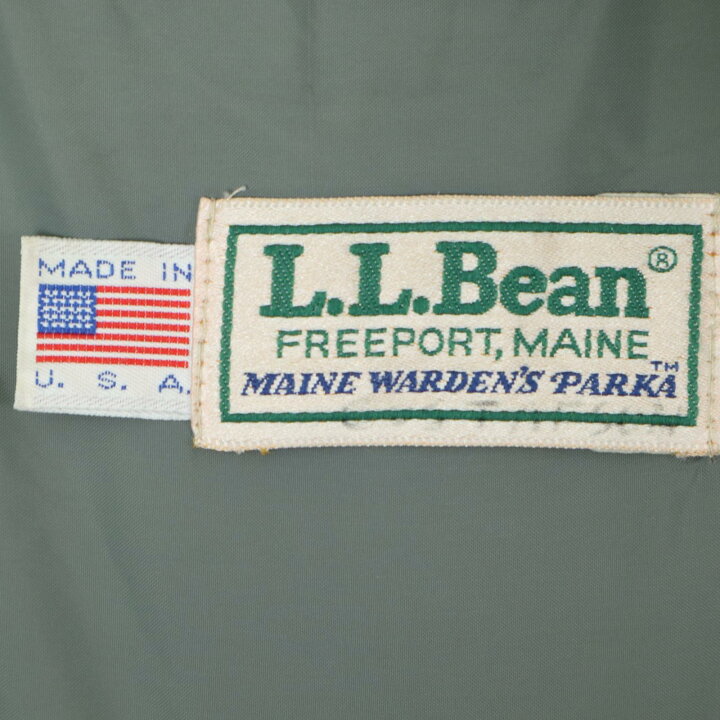 MADE IN
U. S. A.
L.L.Bean®
FREEPORT, MAINE
MAINE WARDEN'S PARKA™